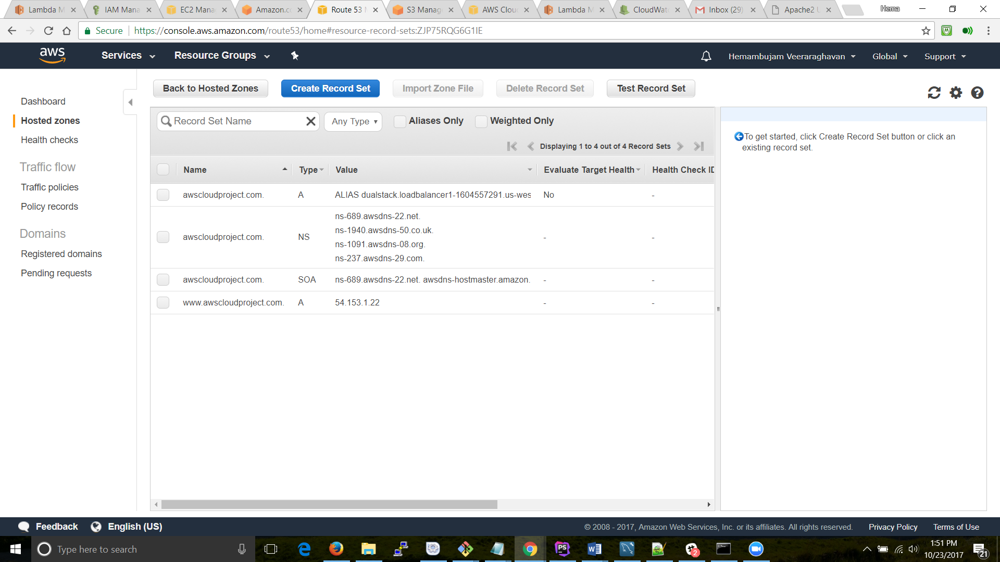 Lambda M
IAM Mana
EC2 Mana
Amazon.co
Route 53 M
S3 Manag
AWS Clou
Lambda M
CloudWat
Inbox (29)
Apache2 U
Hema
Secure
https://console.aws.amazon.com/route53/home#resource-record-sets:ZJP75RQG6G1IE
aws
Services
Resource Groups
Hemambujam Veeraraghavan
Global
Support
Dashboard
Hosted zones
Health checks
Traffic flow
Traffic policies
Policy records
Domains
Registered domains
Pending requests
Back to Hosted Zones
Create Record Set
Import Zone File
Delete Record Set
Test Record Set
Record Set Name
Any Type
Aliases Only
Weighted Only
Displaying 1 to 4 out of 4 Record Sets
Name Type Value Evaluate Target Health Health Check ID
awscloudproject.com. A ALIAS dualstack.loadbalancer1-1604557291.us-wes No -
awscloudproject.com. NS ns-689.awsdns-22.net.
ns-1940.awsdns-50.co.uk.
ns-1091.awsdns-08.org.
ns-237.awsdns-29.com.
- -
awscloudproject.com. SOA ns-689.awsdns-22.net. awsdns-hostmaster.amazon. - -
www.awscloudproject.com. A 54.153.1.22 - -
To get started, click Create Record Set button or click an
existing record set.
Feedback
English (US)
© 2008 - 2017, Amazon Web Services, Inc. or its affiliates. All rights reserved.
Privacy Policy
Terms of Use
Type here to search
PS
W
2
1:51 PM
10/23/2017
21